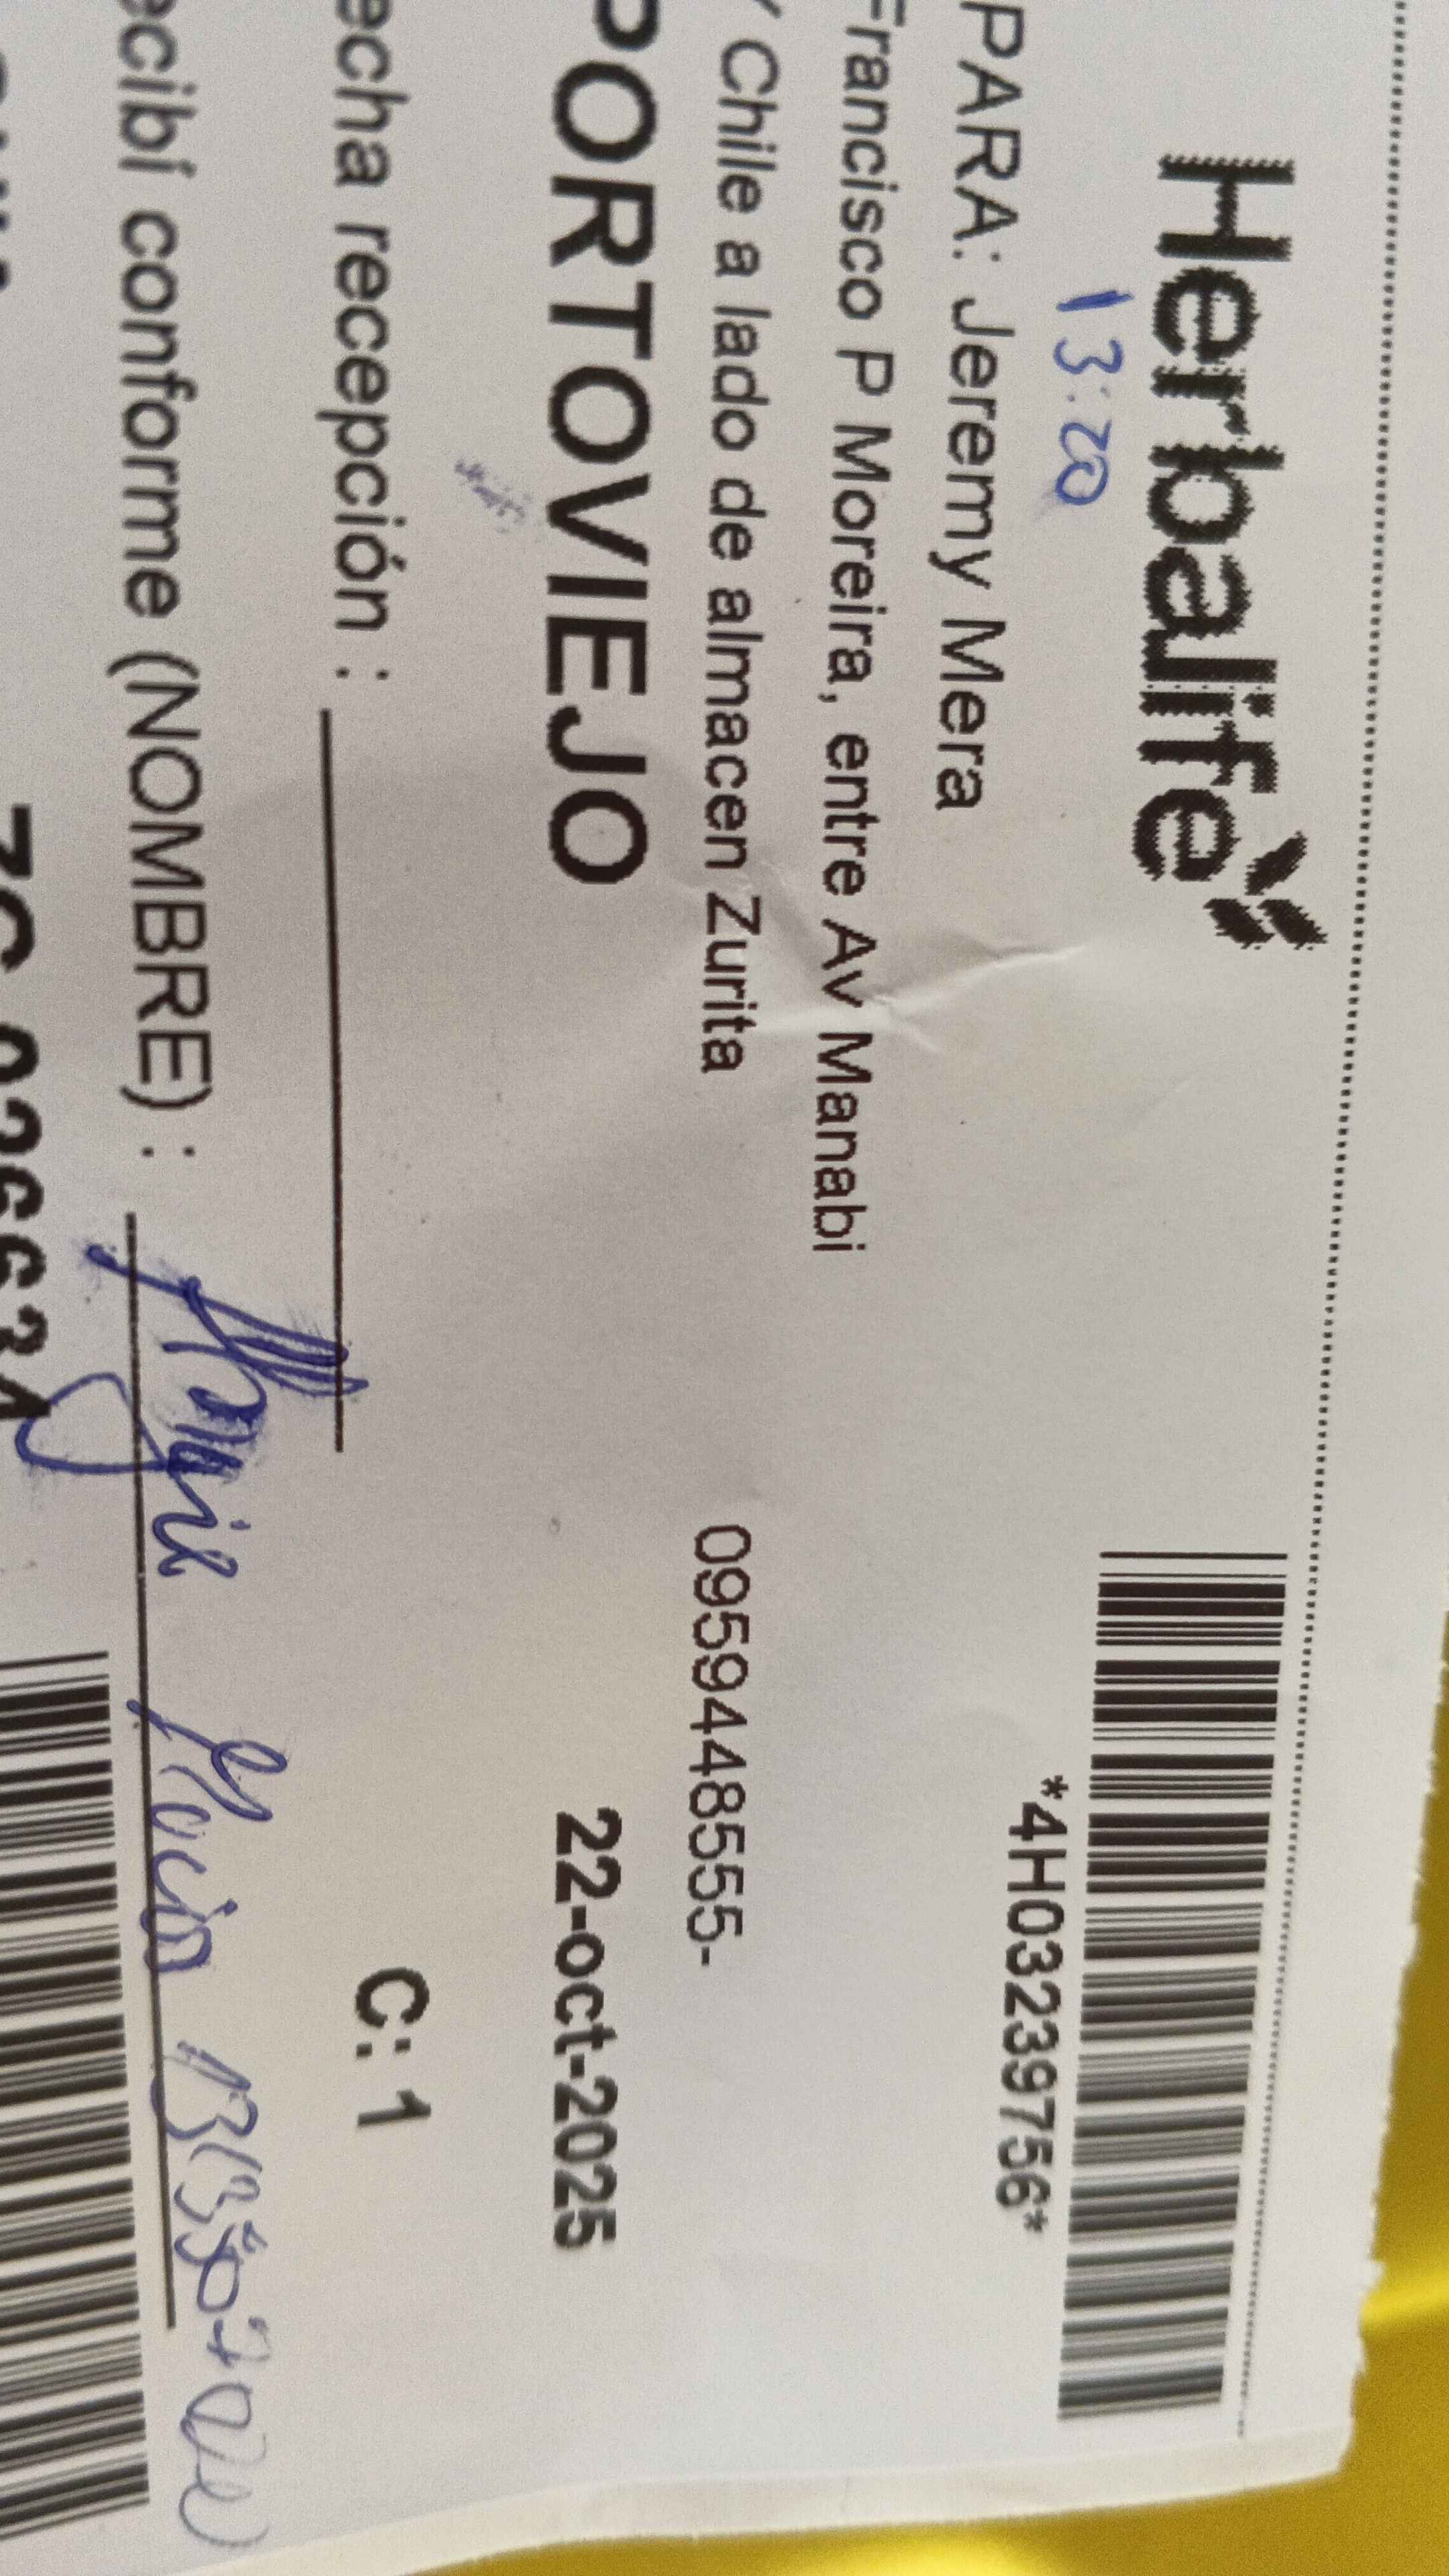 Herbalife
*4H03239756*
13:20
PARA: Jeremy Mera
Francisco P Moreira, entre Av Manabi
Y Chile a lado de almacen Zurita
0959448555-
PORTOVIEJO
22-oct-2025
echa recepción :
C: 1
ecibí conforme (NOMBRE) :